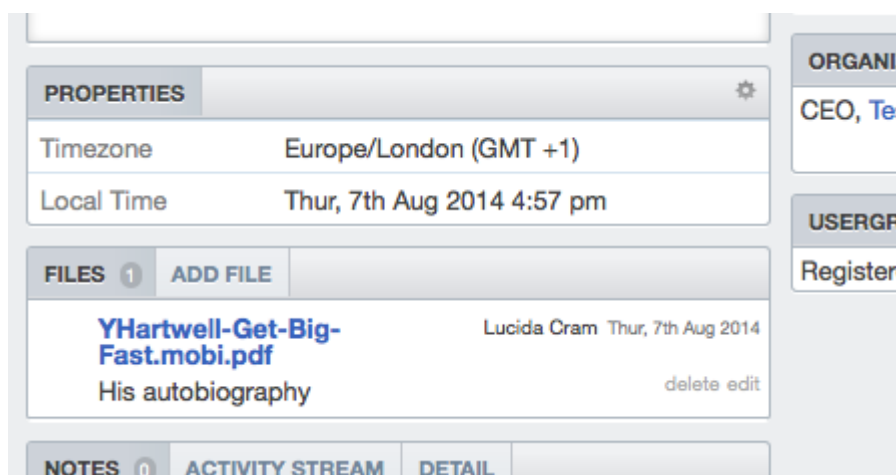 PROPERTIES
Timezone Europe/London (GMT +1)
Local Time Thur, 7th Aug 2014 4:57 pm
FILES 1 ADD FILE
YHartwell-Get-Big-
Fast.mobi.pdf
Lucida Cram Thur, 7th Aug 2014
His autobiography
delete edit
NOTES 0 ACTIVITY STREAM DETAIL
ORGANI
CEO, Te
USERGR
Register